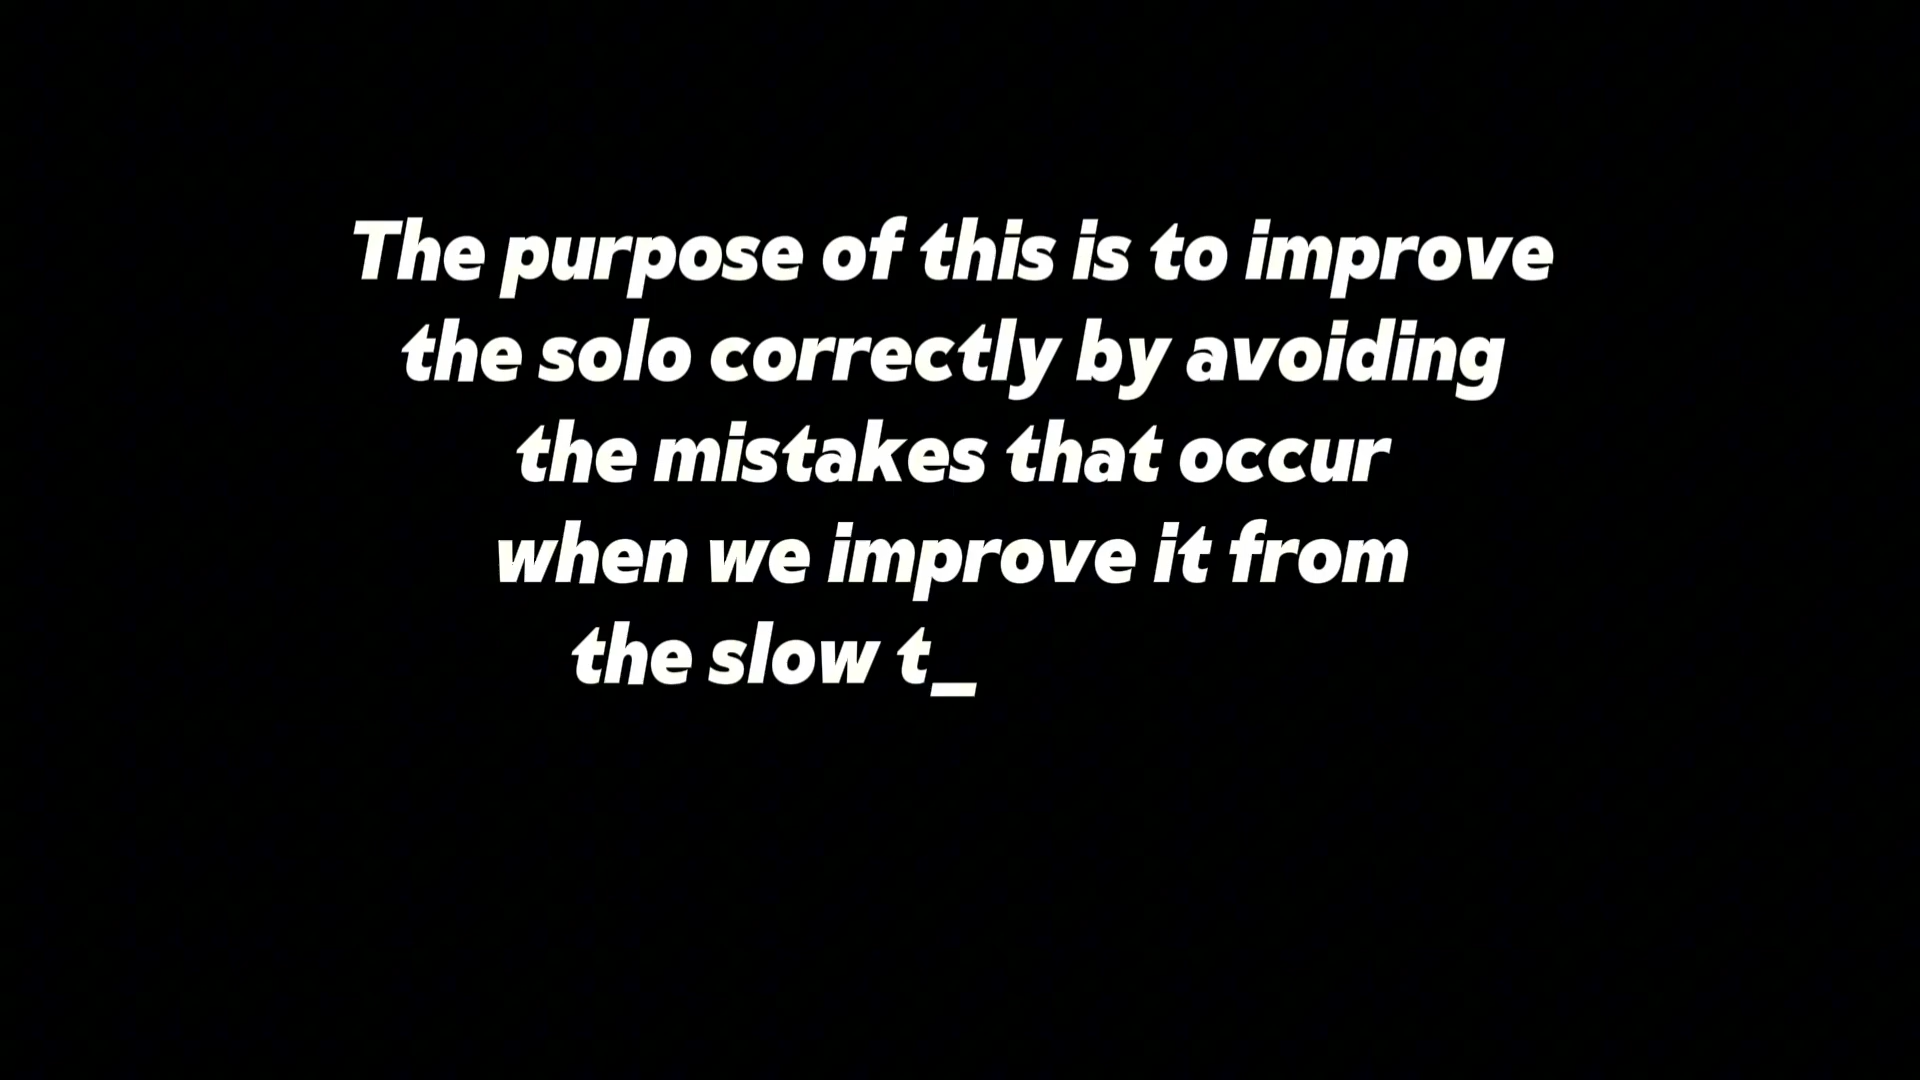 The purpose of this is to improve
the solo correctly by avoiding
the mistakes that occur
when we improve it from
the slow t_